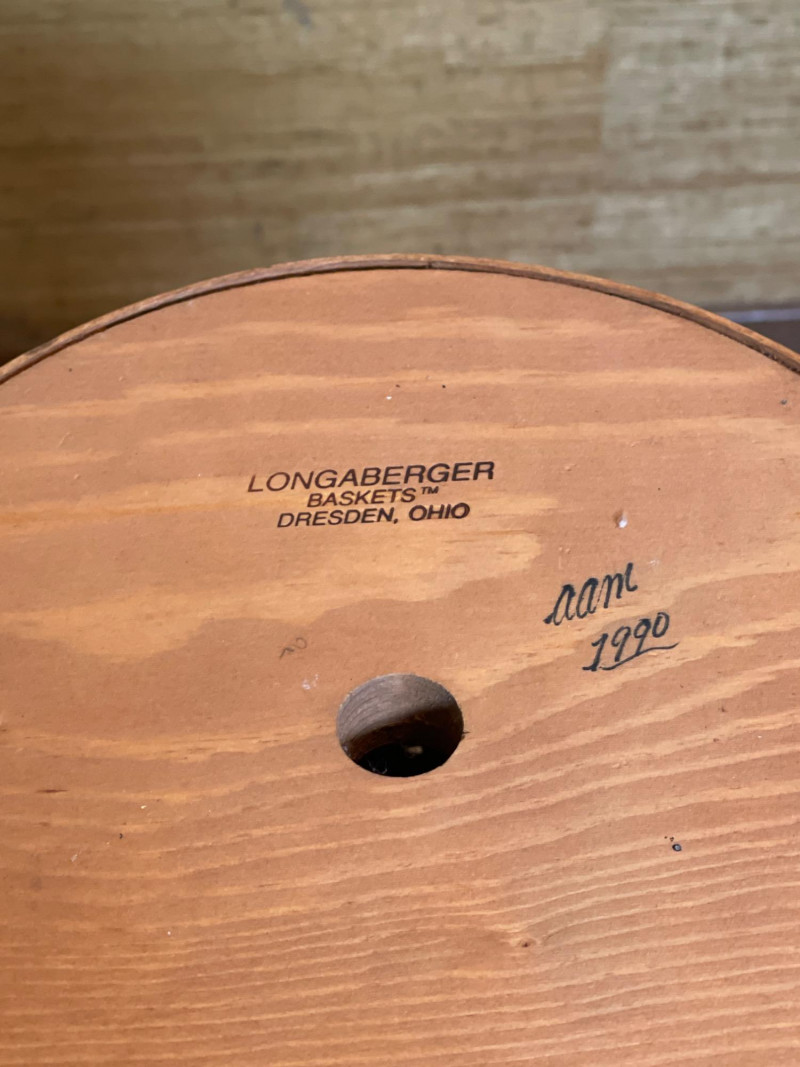 LONGABERGER
BASKETS™
DRESDEN, OHIO
aam
1990